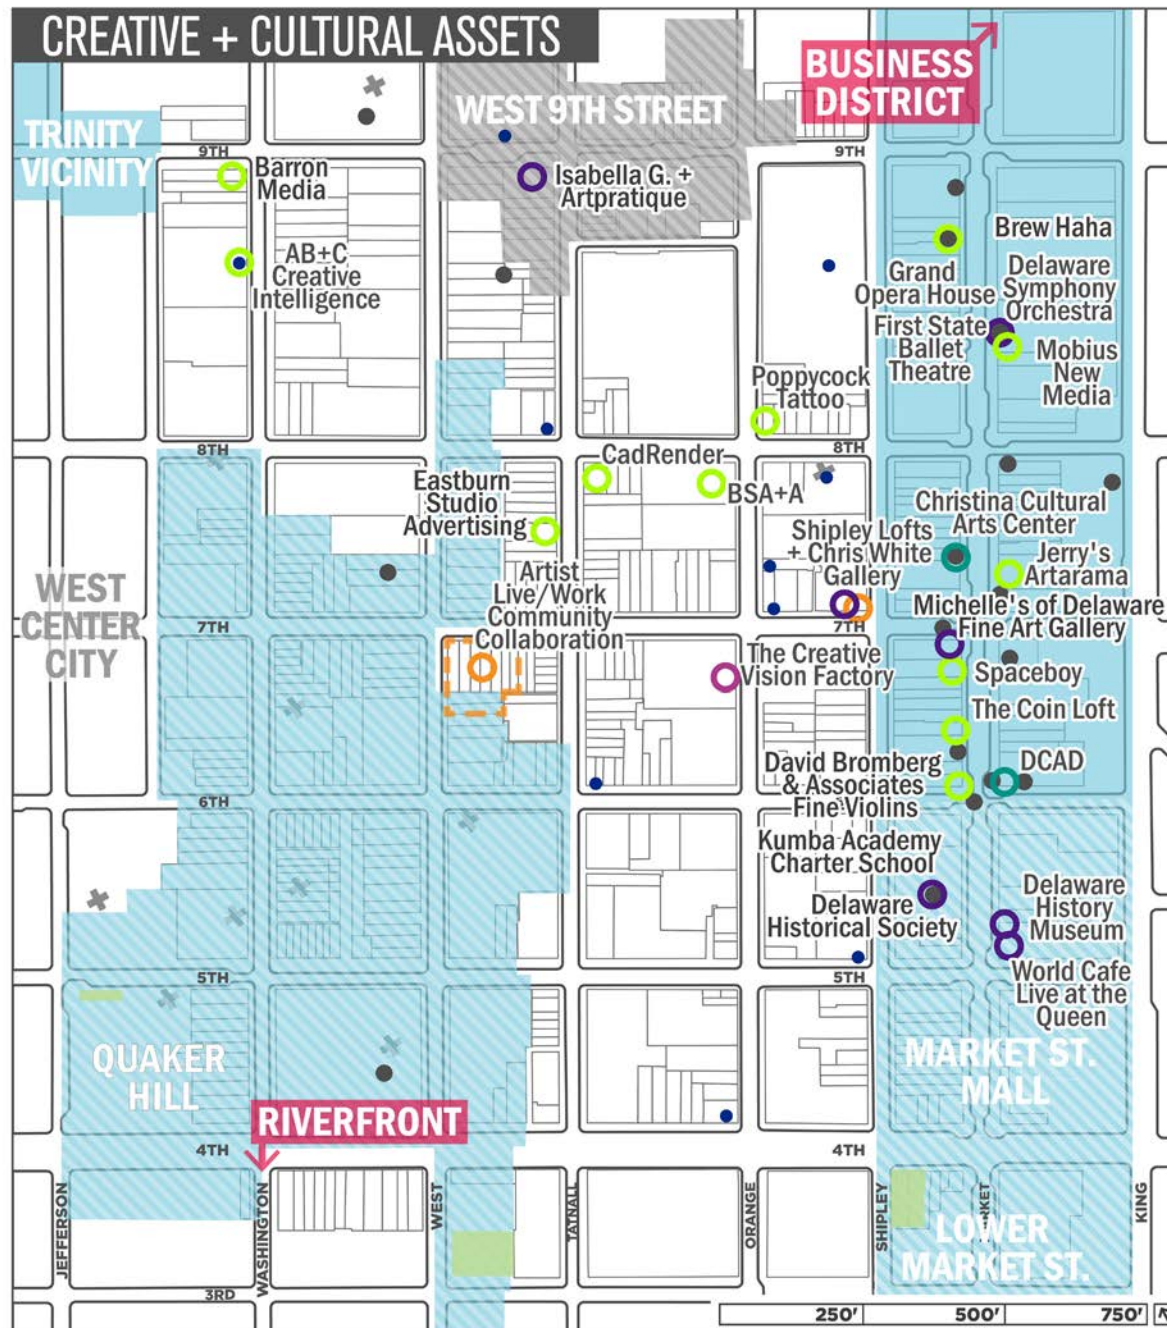 CREATIVE + CULTURAL ASSETS
BUSINESS
DISTRICT
WEST 9TH STREET
TRINITY
VICINITY
9TH
9TH
Barron
Media
Isabella G. +
Artpratique
AB+C
Creative
Intelligence
Brew Haha
Grand
Opera House
Delaware
Symphony
Orchestra
First State
Ballet
Theatre
Mobius
New
Media
Poppycock
Tattoo
8TH
8TH
CadRender
BSA+A
Eastburn
Studio
Advertising
Christina Cultural
Arts Center
Shipley Lofts
+ Chris White
Gallery
Jerry's
Artarama
Artist
Live/Work
Community
Collaboration
WEST
CENTER
CITY
Michelle's of Delaware
Fine Art Gallery
7TH
7TH
The Creative
Vision Factory
Spaceboy
The Coin Loft
David Bromberg
& Associates
Fine Violins
DCAD
6TH
Kumba Academy
Charter School
Delaware
Historical Society
Delaware
History
Museum
5TH
5TH
World Cafe
Live at the
Queen
QUAKER
HILL
MARKET ST.
MALL
RIVERFRONT
4TH
4TH
JEFFERSON
WASHINGTON
WEST
TATNALL
ORANGE
SHIPLEY
KING
LOWER
MARKET ST.
3RD
250'
500'
750'